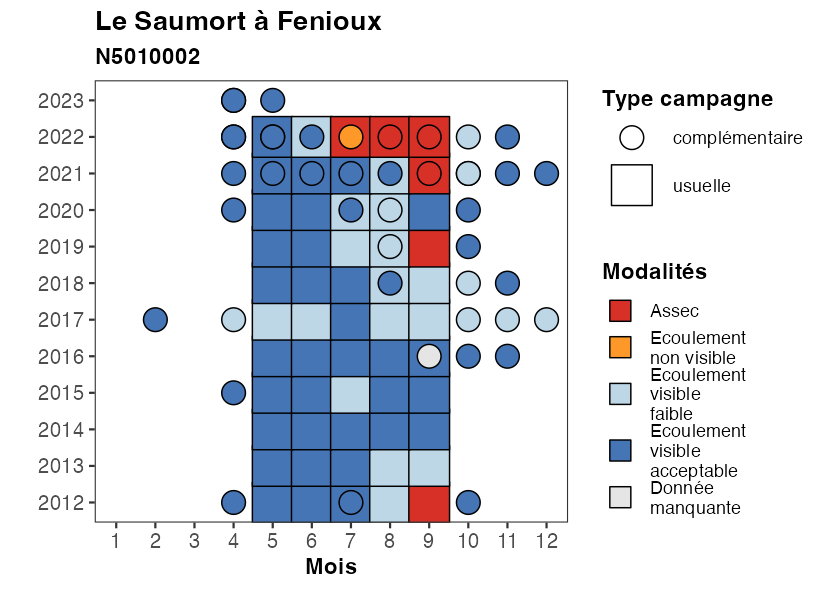 Le Saumort à Fenioux
N5010002
2023
2022
2021
2020
2019
2018
2017
2016
2015
2014
2013
2012
1 2 3 4 5 6 7 8 9 10 11 12
Mois
Type campagne
complémentaire
usuelle
Modalités
Assec
Ecoulement
non visible
Ecoulement
visible
faible
Ecoulement
visible
acceptable
Donnée
manquante